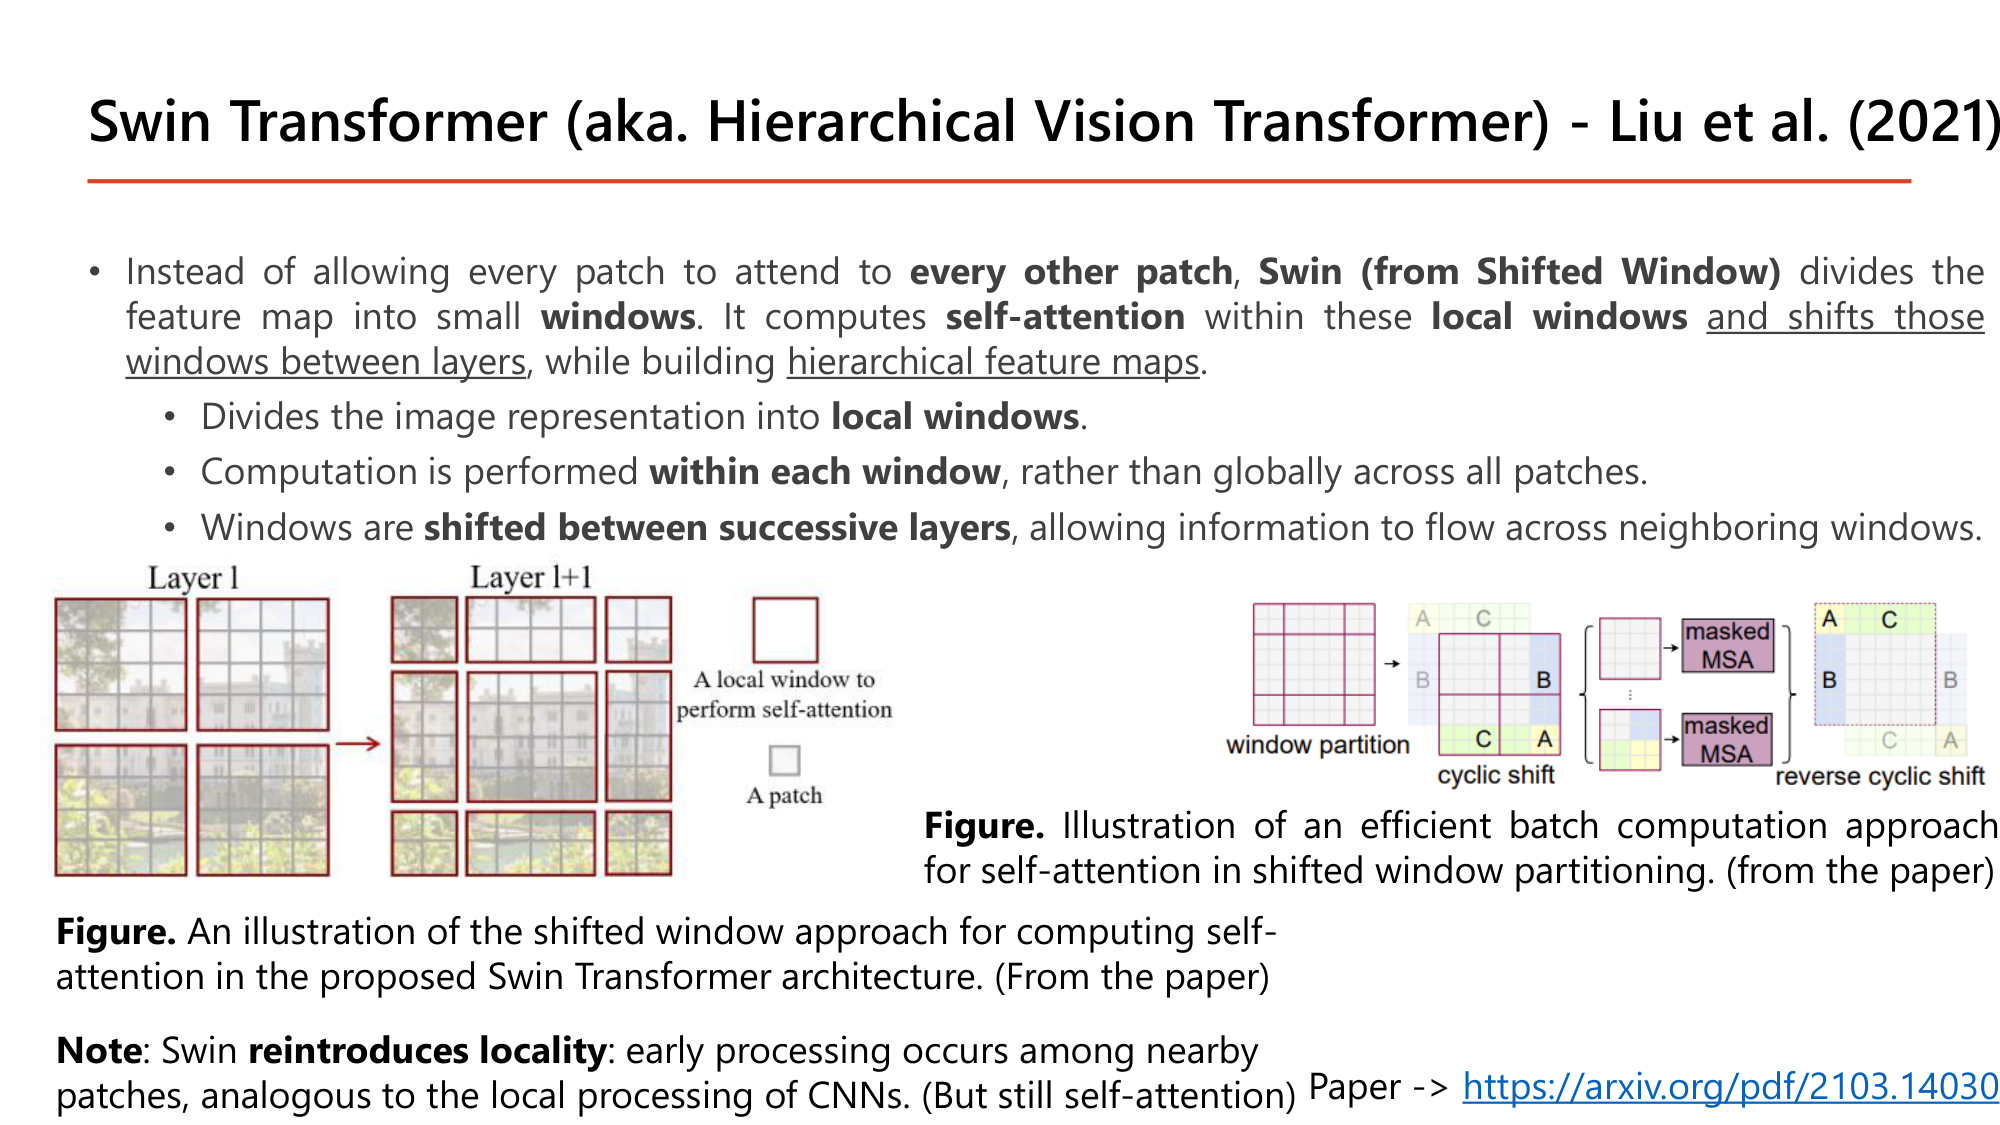 Swin Transformer (aka. Hierarchical Vision Transformer) - Liu et al. (2021)
• Instead of allowing every patch to attend to every other patch, Swin (from Shifted Window) divides the
feature map into small windows. It computes self-attention within these local windows and shifts those
windows between layers, while building hierarchical feature maps.
• Divides the image representation into local windows.
• Computation is performed within each window, rather than globally across all patches.
• Windows are shifted between successive layers, allowing information to flow across neighboring windows.
Layer l
Layer l+1
A local window to
perform self-attention
A patch
window partition
A C
B
B
C A
cyclic shift
masked
MSA
masked
MSA
A C
B B
C A
reverse cyclic shift
Figure. Illustration of an efficient batch computation approach
for self-attention in shifted window partitioning. (from the paper)
Figure. An illustration of the shifted window approach for computing self-
attention in the proposed Swin Transformer architecture. (From the paper)
Note: Swin reintroduces locality: early processing occurs among nearby
patches, analogous to the local processing of CNNs. (But still self-attention)
Paper -> https://arxiv.org/pdf/2103.14030